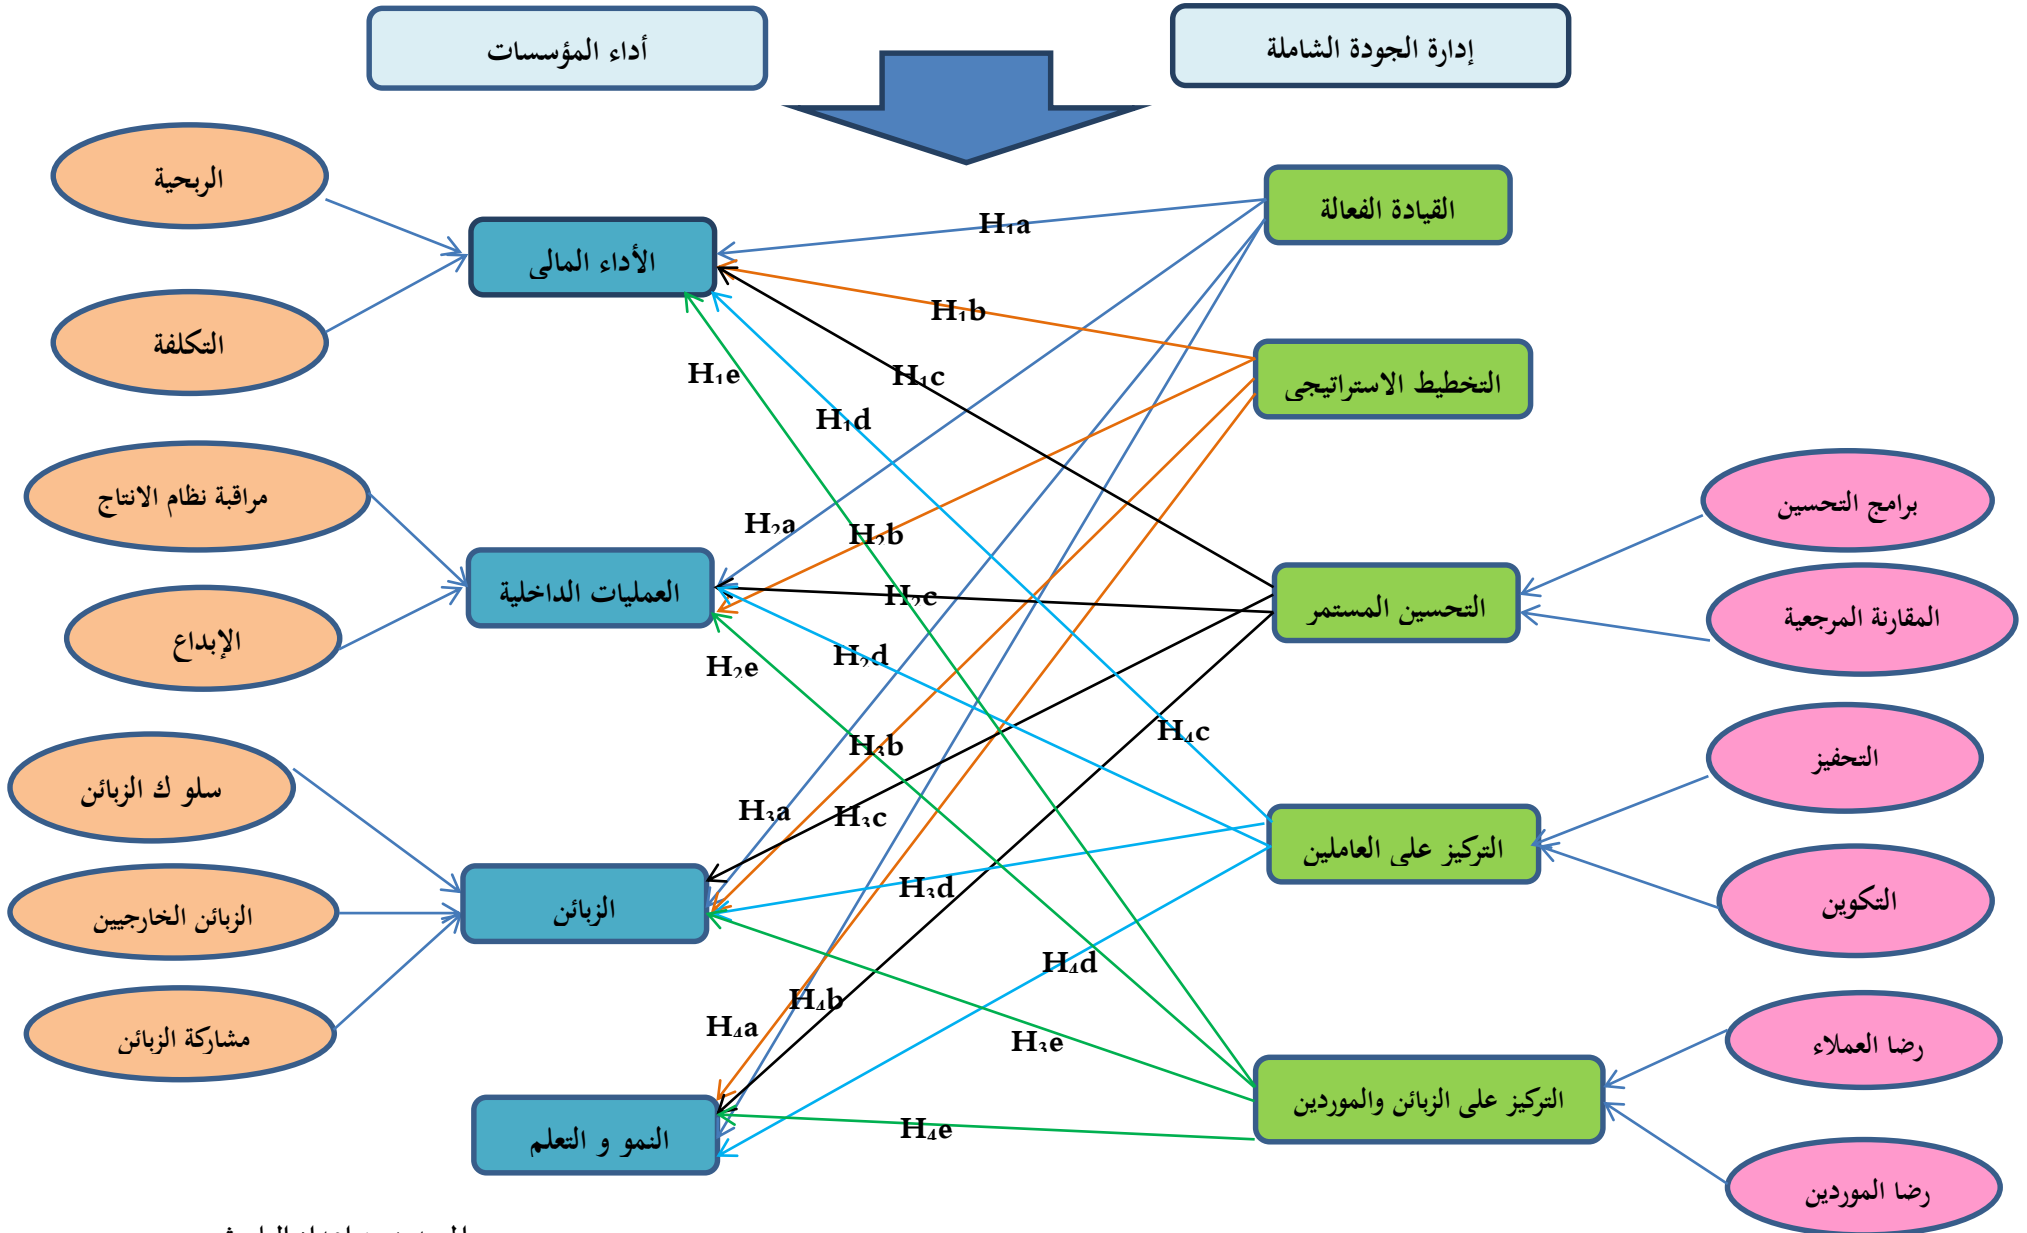 إدارة الجودة الشاملة
أداء المؤسسات
القيادة الفعالة
التخطيط الاستراتيجي
التحسين المستمر
التركيز على العاملين
التركيز على الزبائن والموردين
برامج التحسين
المقارنة المرجعية
التحفيز
التكوين
رضا العملاء
رضا الموردين
H₁a
H₁b
H₁c
H₁d
H₁e
H₂a
H₂b
H₂c
H₂d
H₂e
H₃a
H₃b
H₃c
H₃d
H₃e
H₄a
H₄b
H₄c
H₄d
H₄e
الأداء المالي
العمليات الداخلية
الزبائن
النمو و التعلم
الربحية
التكلفة
مراقبة نظام الانتاج
الإبداع
سلو ك الزبائن
الزبائن الخارجيين
مشاركة الزبائن